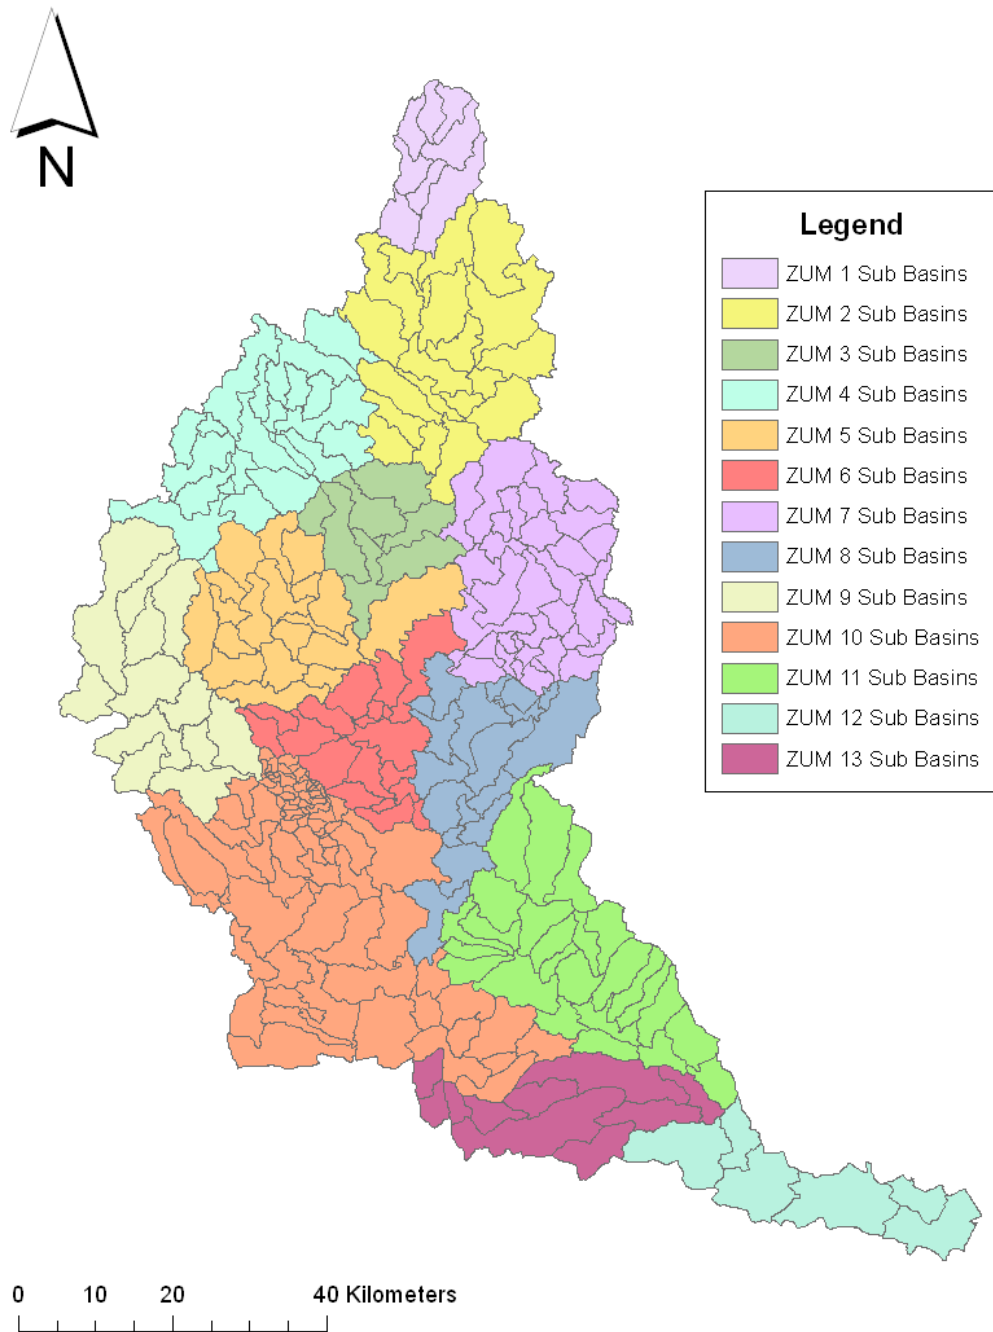 N
Legend
ZUM 1 Sub Basins
ZUM 2 Sub Basins
ZUM 3 Sub Basins
ZUM 4 Sub Basins
ZUM 5 Sub Basins
ZUM 6 Sub Basins
ZUM 7 Sub Basins
ZUM 8 Sub Basins
ZUM 9 Sub Basins
ZUM 10 Sub Basins
ZUM 11 Sub Basins
ZUM 12 Sub Basins
ZUM 13 Sub Basins
0 10 20 40 Kilometers